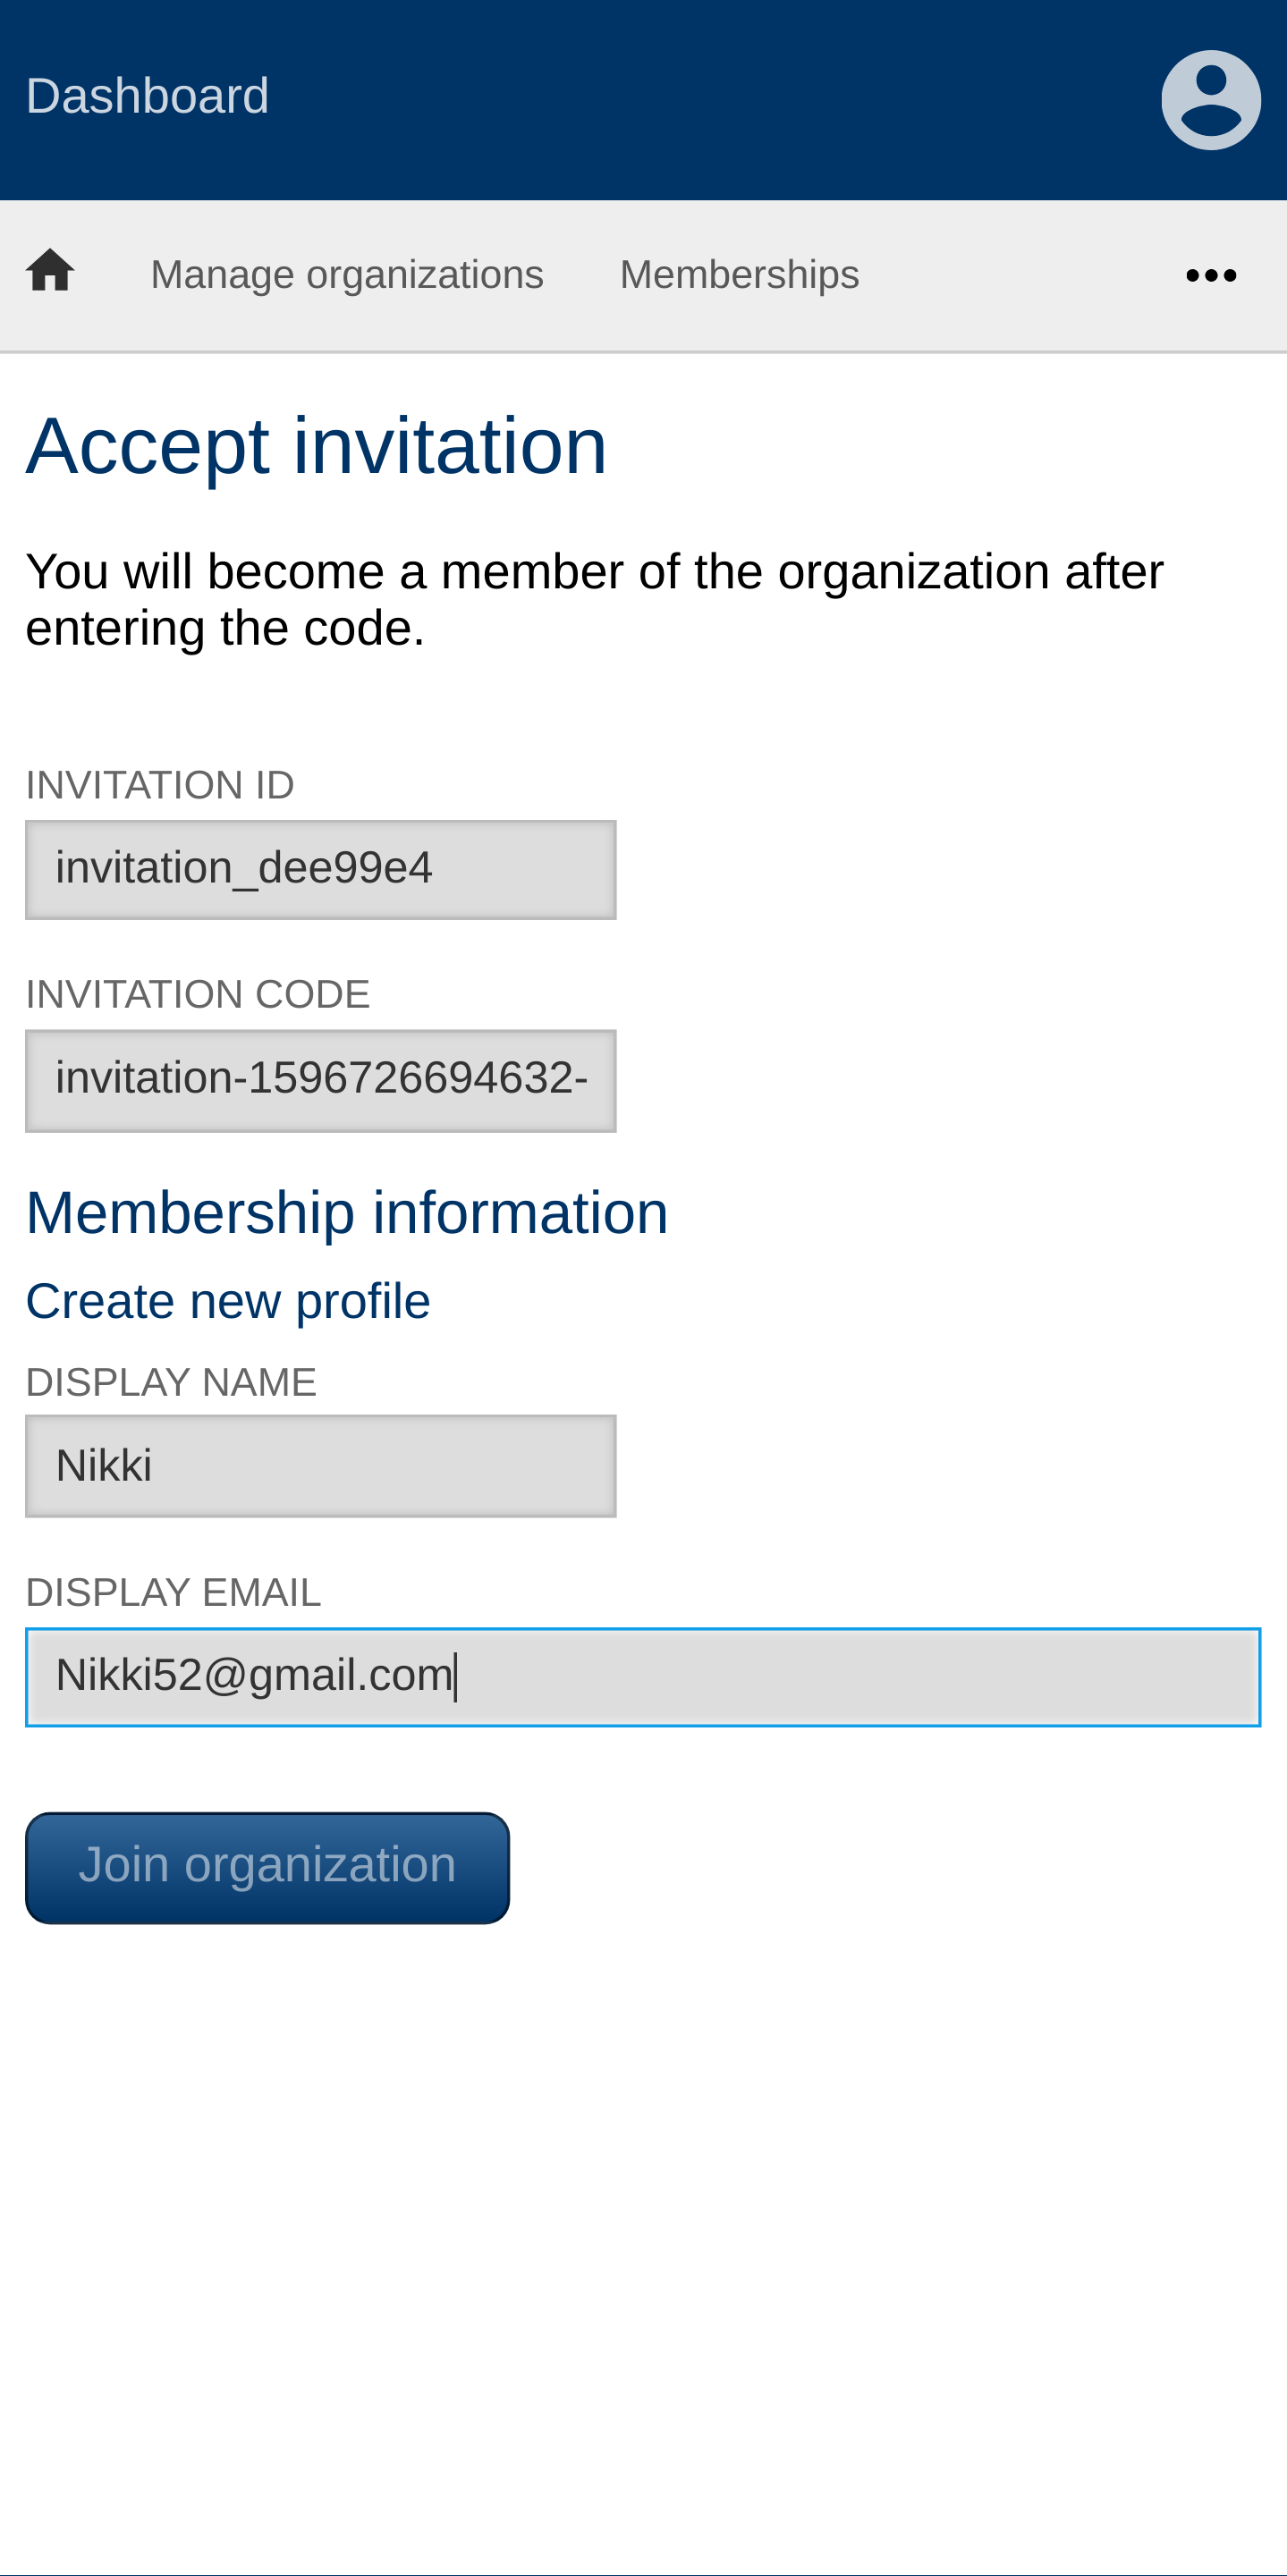 Dashboard
Manage organizations Memberships
Accept invitation
You will become a member of the organization after
entering the code.
INVITATION ID
invitation_dee99e4
INVITATION CODE
invitation-1596726694632-
Membership information
Create new profile
DISPLAY NAME
Nikki
DISPLAY EMAIL
Nikki52@gmail.com
Join organization